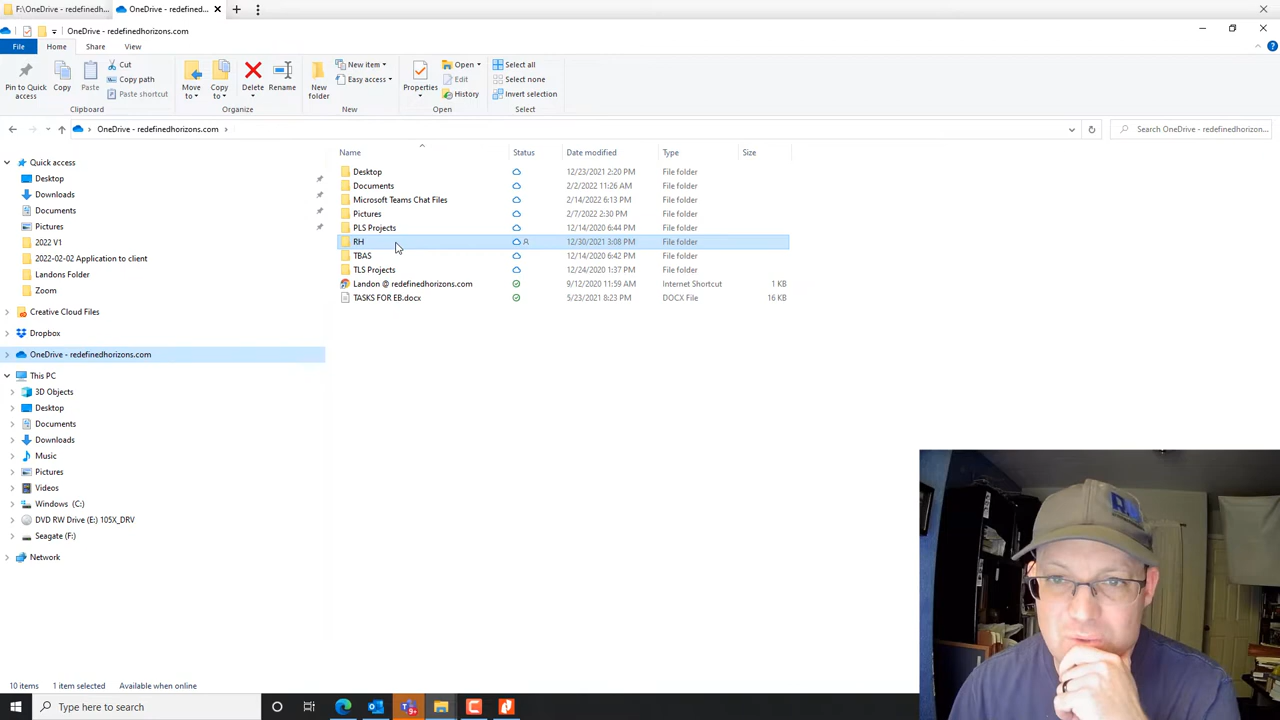 F:\OneDrive - redefinedh...
OneDrive - redefined...
OneDrive - redefinedhorizons.com
File
Home
Share
View
Pin to Quick access
Copy
Paste
Cut
Copy path
Paste shortcut
Clipboard
Move to
Copy to
Delete
Rename
Organize
New folder
New item
Easy access
New
Properties
Open
Edit
History
Open
Select all
Select none
Invert selection
Select
OneDrive - redefinedhorizons.com
Search OneDrive - redefinedhorizon...
Name Status Date modified Type Size
Desktop 12/23/2021 2:20 PM File folder
Documents 2/2/2022 11:26 AM File folder
Microsoft Teams Chat Files 2/14/2022 6:13 PM File folder
Pictures 2/7/2022 2:30 PM File folder
PLS Projects 12/14/2020 6:44 PM File folder
RH 12/30/2021 3:08 PM File folder
TBAS 12/14/2020 6:42 PM File folder
TLS Projects 12/24/2020 1:37 PM File folder
Landon @ redefinedhorizons.com 9/12/2020 11:59 AM Internet Shortcut 1 KB
TASKS FOR EB.docx 5/23/2021 8:23 PM DOCX File 16 KB
Quick access
Desktop
Downloads
Documents
Pictures
2022 V1
2022-02-02 Application to client
Landons Folder
Zoom
Creative Cloud Files
Dropbox
OneDrive - redefinedhorizons.com
This PC
3D Objects
Desktop
Documents
Downloads
Music
Pictures
Videos
Windows (C:)
DVD RW Drive (E:) 105X_DRV
Seagate (F:)
Network
10 items 1 item selected Available when online
Type here to search